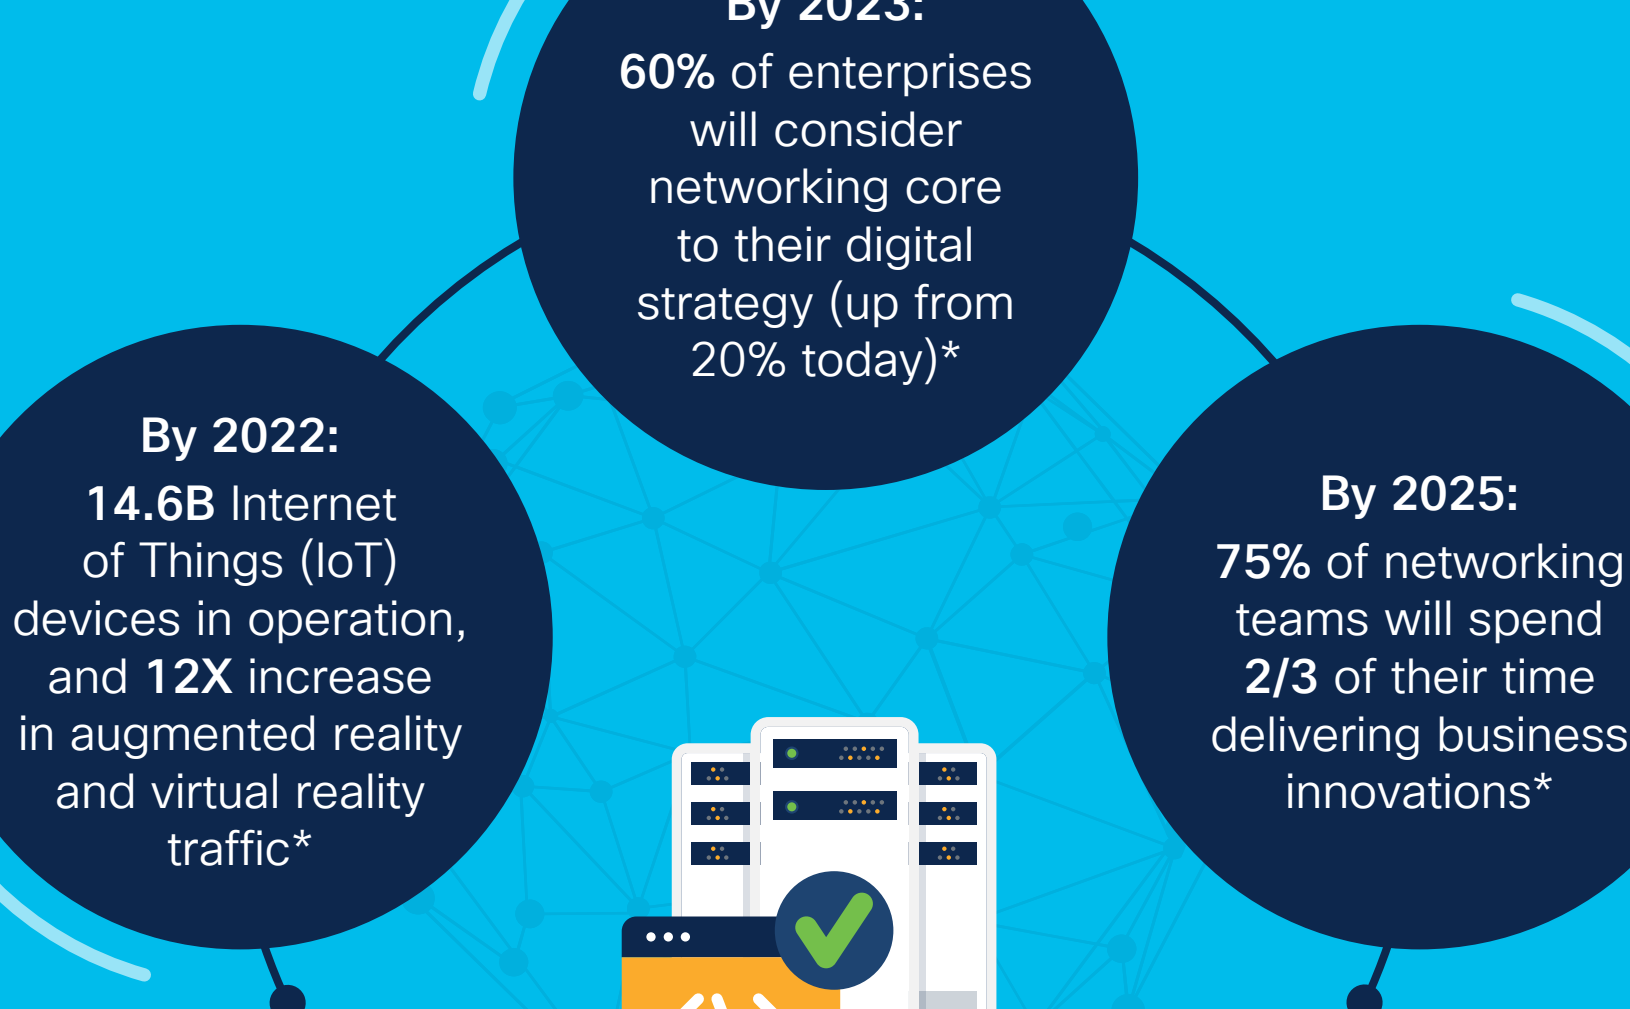 By 2023:
60% of enterprises
will consider
networking core
to their digital
strategy (up from
20% today)*
By 2022:
14.6B Internet
of Things (IoT)
devices in operation,
and 12X increase
in augmented reality
and virtual reality
traffic*
By 2025:
75% of networking
teams will spend
2/3 of their time
delivering business
innovations*